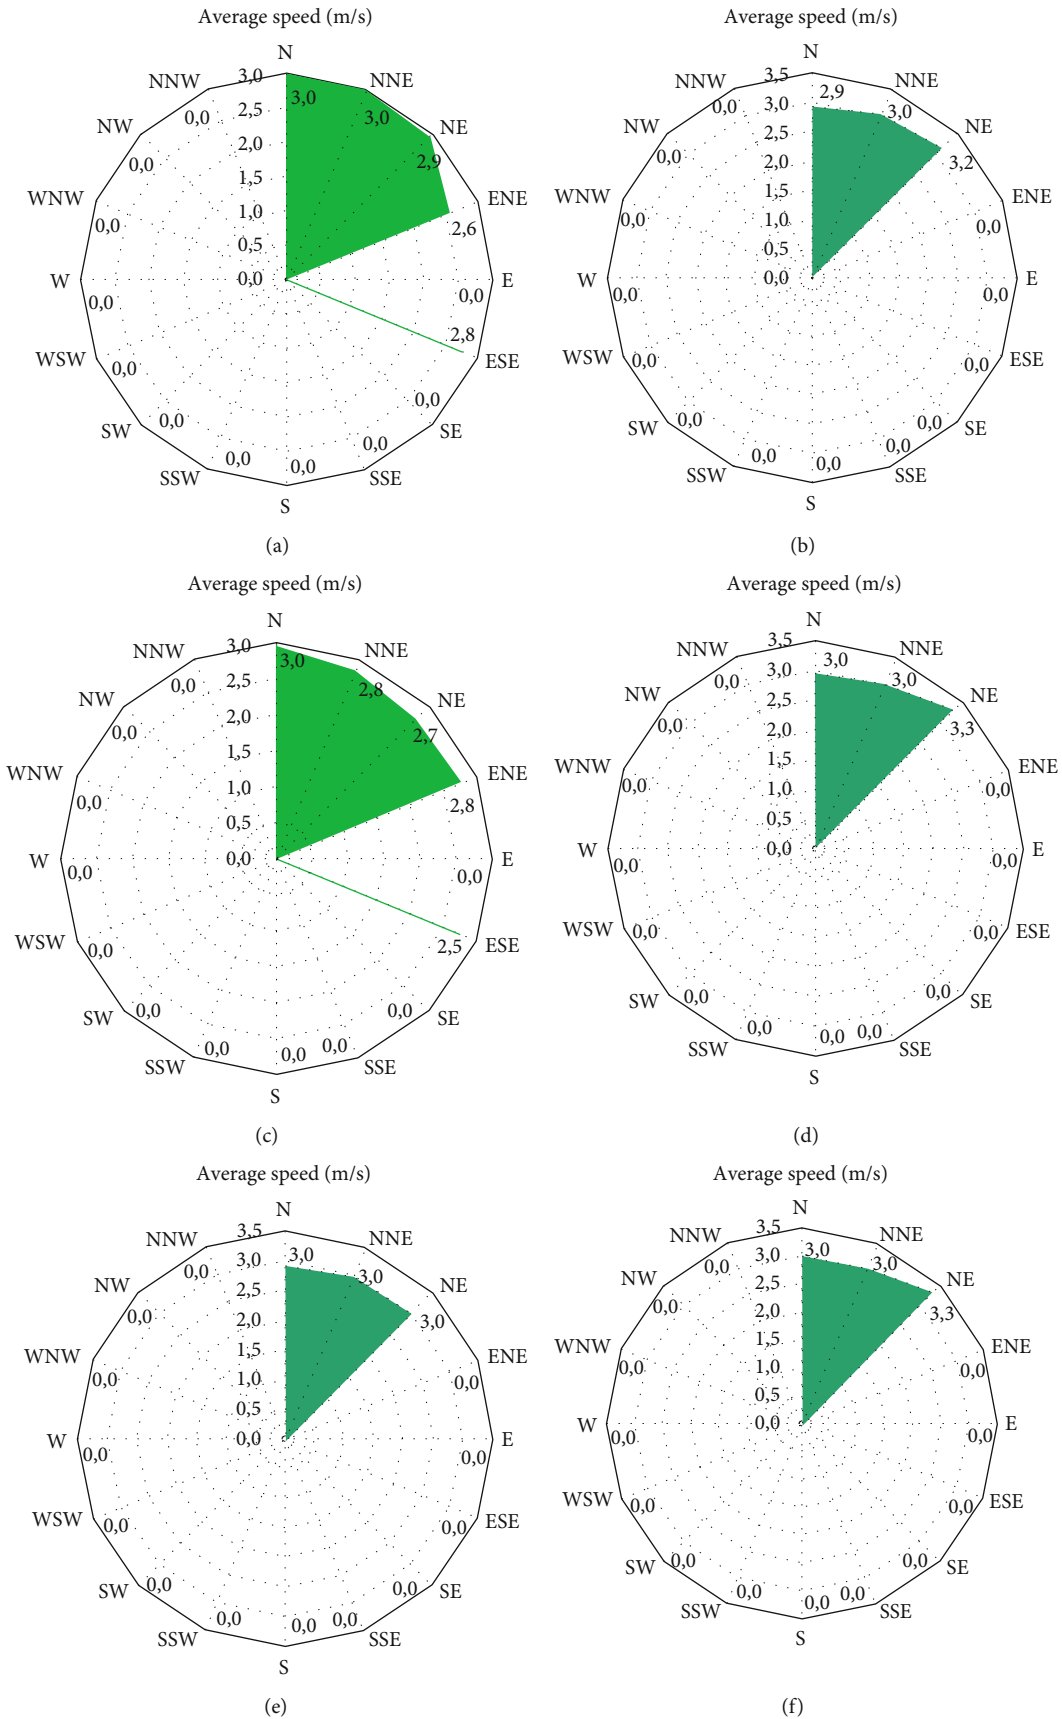 Average speed (m/s)
N
NNE
NE
ENE
E
ESE
SE
SSE
S
SSW
SW
WSW
W
WNW
NW
NNW
3,0
2,5
2,0
1,5
1,0
0,5
0,0
3,0
3,0
2,9
2,6
0,0
2,8
0,0
0,0
0,0
0,0
0,0
0,0
0,0
0,0
0,0
0,0
(a)
Average speed (m/s)
N
NNE
NE
ENE
E
ESE
SE
SSE
S
SSW
SW
WSW
W
WNW
NW
NNW
3,5
3,0
2,5
2,0
1,5
1,0
0,5
0,0
2,9
3,0
3,2
0,0
0,0
0,0
0,0
0,0
0,0
0,0
0,0
0,0
0,0
0,0
0,0
0,0
(b)
Average speed (m/s)
N
NNE
NE
ENE
E
ESE
SE
SSE
S
SSW
SW
WSW
W
WNW
NW
NNW
3,0
2,5
2,0
1,5
1,0
0,5
0,0
3,0
2,8
2,7
2,8
0,0
2,5
0,0
0,0
0,0
0,0
0,0
0,0
0,0
0,0
0,0
0,0
(c)
Average speed (m/s)
N
NNE
NE
ENE
E
ESE
SE
SSE
S
SSW
SW
WSW
W
WNW
NW
NNW
3,5
3,0
2,5
2,0
1,5
1,0
0,5
0,0
3,0
3,0
3,3
0,0
0,0
0,0
0,0
0,0
0,0
0,0
0,0
0,0
0,0
0,0
0,0
0,0
(d)
Average speed (m/s)
N
NNE
NE
ENE
E
ESE
SE
SSE
S
SSW
SW
WSW
W
WNW
NW
NNW
3,5
3,0
2,5
2,0
1,5
1,0
0,5
0,0
3,0
3,0
3,0
0,0
0,0
0,0
0,0
0,0
0,0
0,0
0,0
0,0
0,0
0,0
0,0
0,0
(e)
Average speed (m/s)
N
NNE
NE
ENE
E
ESE
SE
SSE
S
SSW
SW
WSW
W
WNW
NW
NNW
3,5
3,0
2,5
2,0
1,5
1,0
0,5
0,0
3,0
3,0
3,3
0,0
0,0
0,0
0,0
0,0
0,0
0,0
0,0
0,0
0,0
0,0
0,0
0,0
(f)